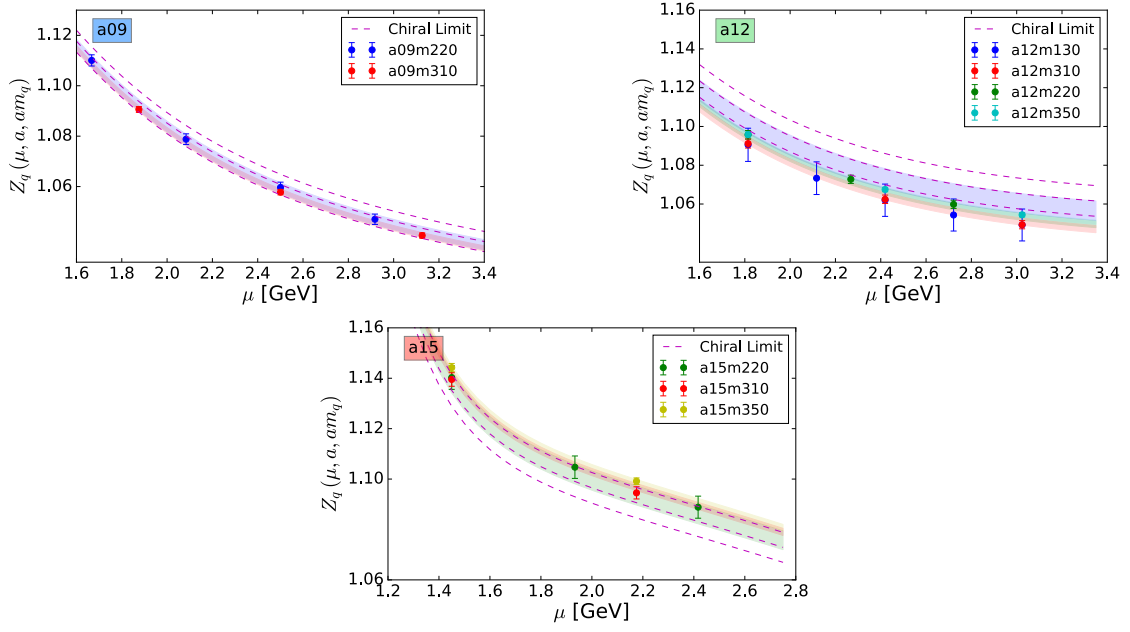 a09
Chiral Limit
a09m220
a09m310
1.12
1.10
1.08
1.06
Z_q (μ, a, am_q)
1.6 1.8 2.0 2.2 2.4 2.6 2.8 3.0 3.2 3.4
μ [GeV]
a12
Chiral Limit
a12m130
a12m310
a12m220
a12m350
1.16
1.14
1.12
1.10
1.08
1.06
Z_q (μ, a, am_q)
1.6 1.8 2.0 2.2 2.4 2.6 2.8 3.0 3.2 3.4
μ [GeV]
a15
Chiral Limit
a15m220
a15m310
a15m350
1.16
1.14
1.12
1.10
1.08
1.06
Z_q (μ, a, am_q)
1.2 1.4 1.6 1.8 2.0 2.2 2.4 2.6 2.8
μ [GeV]